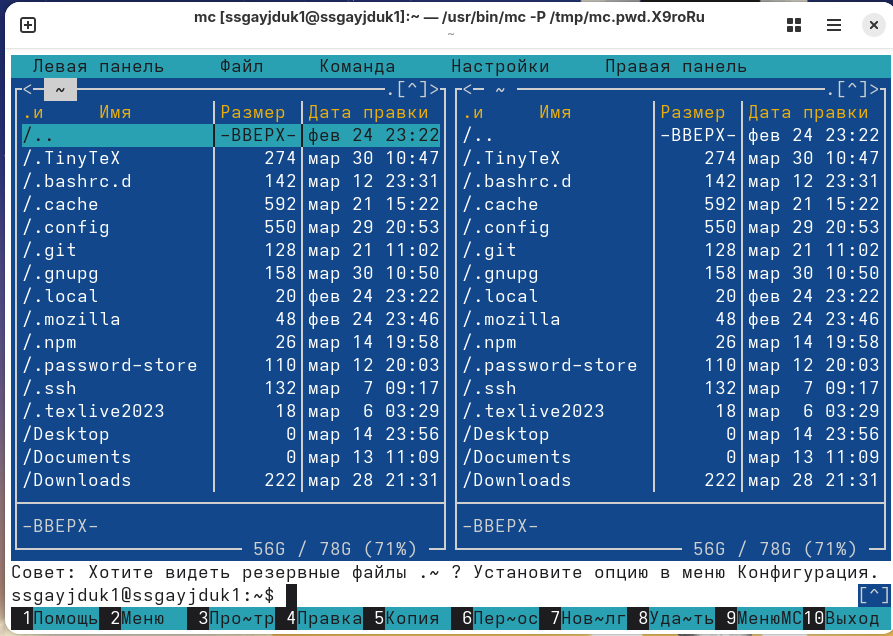 mc [ssgayjduk1@ssgayjduk1]:~ — /usr/bin/mc -P /tmp/mc.pwd.X9roRu
~
Левая панель Файл Команда Настройки Правая панель
<─ ~ ─.[^]>┐ ┌<─ ~ ─.[^]>
.и Имя Размер Дата правки .и Имя Размер Дата правки
/.. -ВВЕРХ- фев 24 23:22 /.. -ВВЕРХ- фев 24 23:22
/.TinyTeX 274 мар 30 10:47 /.TinyTeX 274 мар 30 10:47
/.bashrc.d 142 мар 12 23:31 /.bashrc.d 142 мар 12 23:31
/.cache 592 мар 21 15:22 /.cache 592 мар 21 15:22
/.config 550 мар 29 20:53 /.config 550 мар 29 20:53
/.git 128 мар 21 11:02 /.git 128 мар 21 11:02
/.gnupg 158 мар 30 10:50 /.gnupg 158 мар 30 10:50
/.local 20 фев 24 23:22 /.local 20 фев 24 23:22
/.mozilla 48 фев 24 23:46 /.mozilla 48 фев 24 23:46
/.npm 26 мар 14 19:58 /.npm 26 мар 14 19:58
/.password-store 110 мар 12 20:03 /.password-store 110 мар 12 20:03
/.ssh 132 мар 7 09:17 /.ssh 132 мар 7 09:17
/.texlive2023 18 мар 6 03:29 /.texlive2023 18 мар 6 03:29
/Desktop 0 мар 14 23:56 /Desktop 0 мар 14 23:56
/Documents 0 мар 13 11:09 /Documents 0 мар 13 11:09
/Downloads 222 мар 28 21:31 /Downloads 222 мар 28 21:31
-ВВЕРХ- -ВВЕРХ-
56G / 78G (71%) 56G / 78G (71%)
Совет: Хотите видеть резервные файлы .~ ? Установите опцию в меню Конфигурация.
ssgayjduk1@ssgayjduk1:~$ [^]
1Помощь 2Меню 3Про~тр 4Правка 5Копия 6Пер~ос 7Нов~лг 8Уда~ть 9МенюMC 10Выход